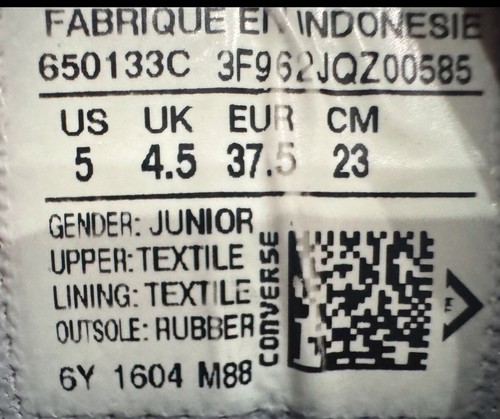 FABRIQUE EN INDONESIE
650133C 3F962JQZ00585
US UK EUR CM
5 4.5 37.5 23
GENDER: JUNIOR
UPPER: TEXTILE
LINING: TEXTILE
OUTSOLE: RUBBER
6Y 1604 M88
CONVERSE
E